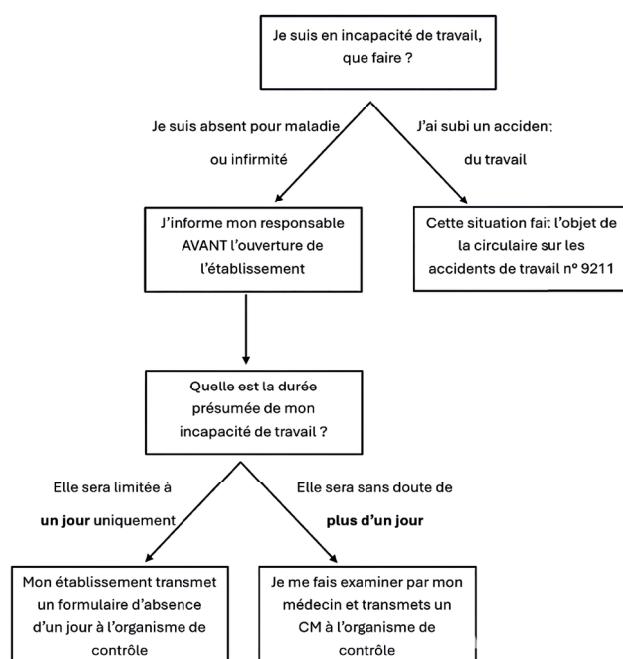 Je suis en incapacité de travail,
que faire ?
Je suis absent pour maladie
ou infirmité
J'ai subi un acciden:
du travail
J'informe mon responsable
AVANT l'ouverture de
l'établissement
Cette situation fai: l'objet de
la circulaire sur les
accidents de travail n° 9211
Quelle est la durée
présumée de mon
incapacité de travail ?
Elle sera limitée à
un jour uniquement
Elle sera sans doute de
plus d'un jour
Mon établissement transmet
un formulaire d'absence
d'un jour à l'organisme de
contrôle
Je me fais examiner par mon
médecin et transmets un
CM à l'organisme de
contrôle